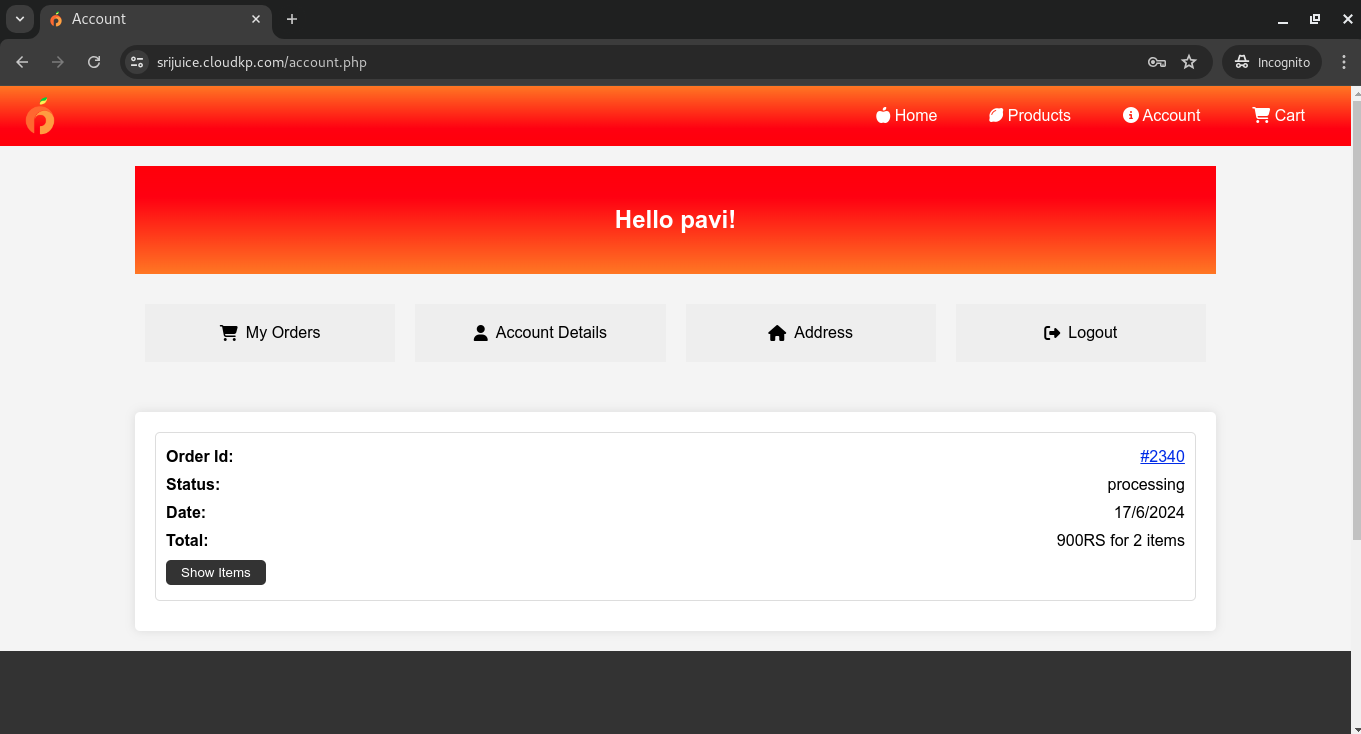 Account
srijuice.cloudkp.com/account.php
Incognito
Home Products Account Cart
Hello pavi!
My Orders Account Details Address Logout
Order Id: #2340
Status: processing
Date: 17/6/2024
Total: 900RS for 2 items
Show Items